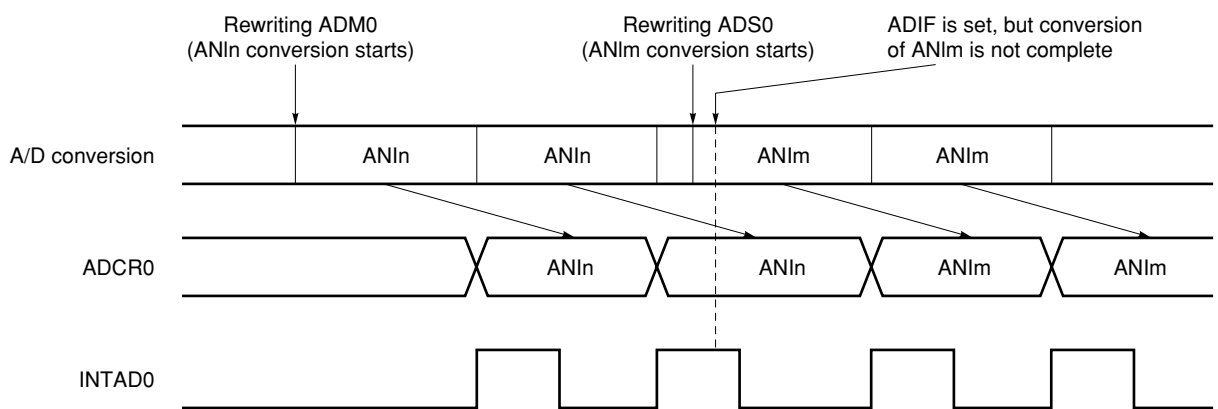 Rewriting ADM0
(ANIn conversion starts)
Rewriting ADS0
(ANIm conversion starts)
ADIF is set, but conversion
of ANIm is not complete
A/D conversion
ANIn
ANIn
ANIm
ANIm
ADCR0
ANIn
ANIn
ANIm
ANIm
INTAD0